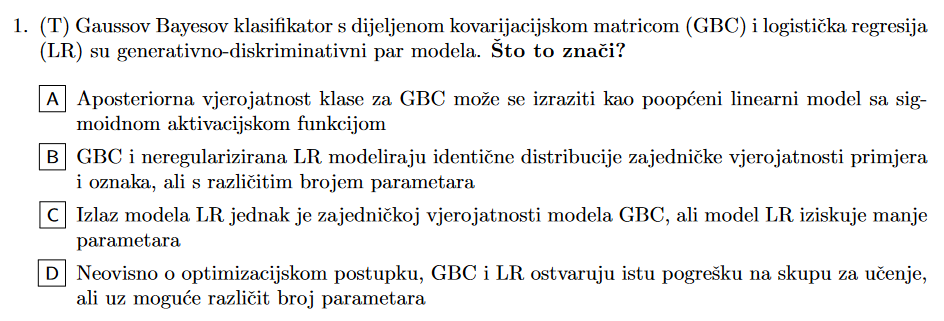 1. (T) Gaussov Bayesov klasifikator s dijeljenom kovarijacijskom matricom (GBC) i logistička regresija
(LR) su generativno-diskriminativni par modela. Što to znači?
A Aposteriorna vjerojatnost klase za GBC može se izraziti kao poopćeni linearni model sa sig-
moidnom aktivacijskom funkcijom
B GBC i neregularizirana LR modeliraju identične distribucije zajedničke vjerojatnosti primjera
i oznaka, ali s različitim brojem parametara
C Izlaz modela LR jednak je zajedničkoj vjerojatnosti modela GBC, ali model LR iziskuje manje
parametara
D Neovisno o optimizacijskom postupku, GBC i LR ostvaruju istu pogrešku na skupu za učenje,
ali uz moguće različit broj parametara